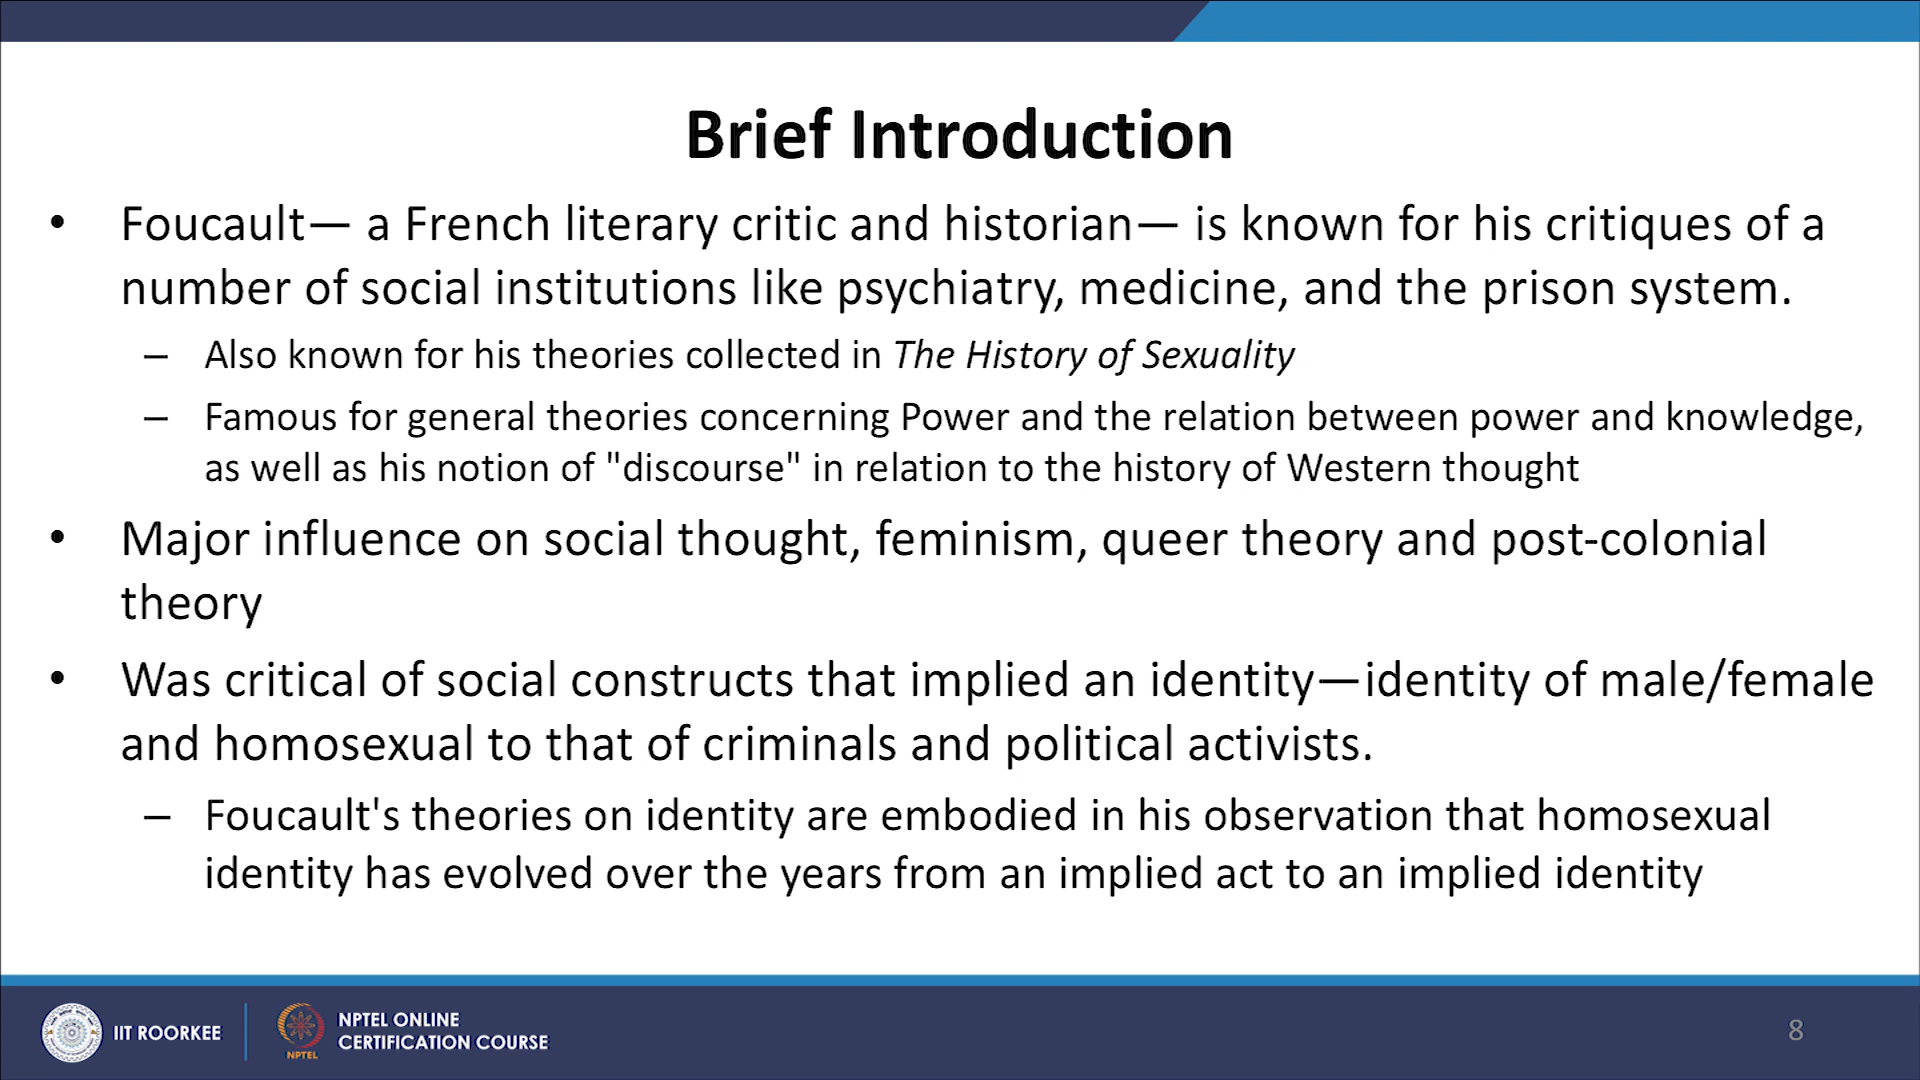 Brief Introduction
• Foucault— a French literary critic and historian— is known for his critiques of a
number of social institutions like psychiatry, medicine, and the prison system.
– Also known for his theories collected in The History of Sexuality
– Famous for general theories concerning Power and the relation between power and knowledge,
as well as his notion of "discourse" in relation to the history of Western thought
• Major influence on social thought, feminism, queer theory and post-colonial
theory
• Was critical of social constructs that implied an identity—identity of male/female
and homosexual to that of criminals and political activists.
– Foucault's theories on identity are embodied in his observation that homosexual
identity has evolved over the years from an implied act to an implied identity
IIT ROORKEE
NPTEL
NPTEL ONLINE
CERTIFICATION COURSE
8